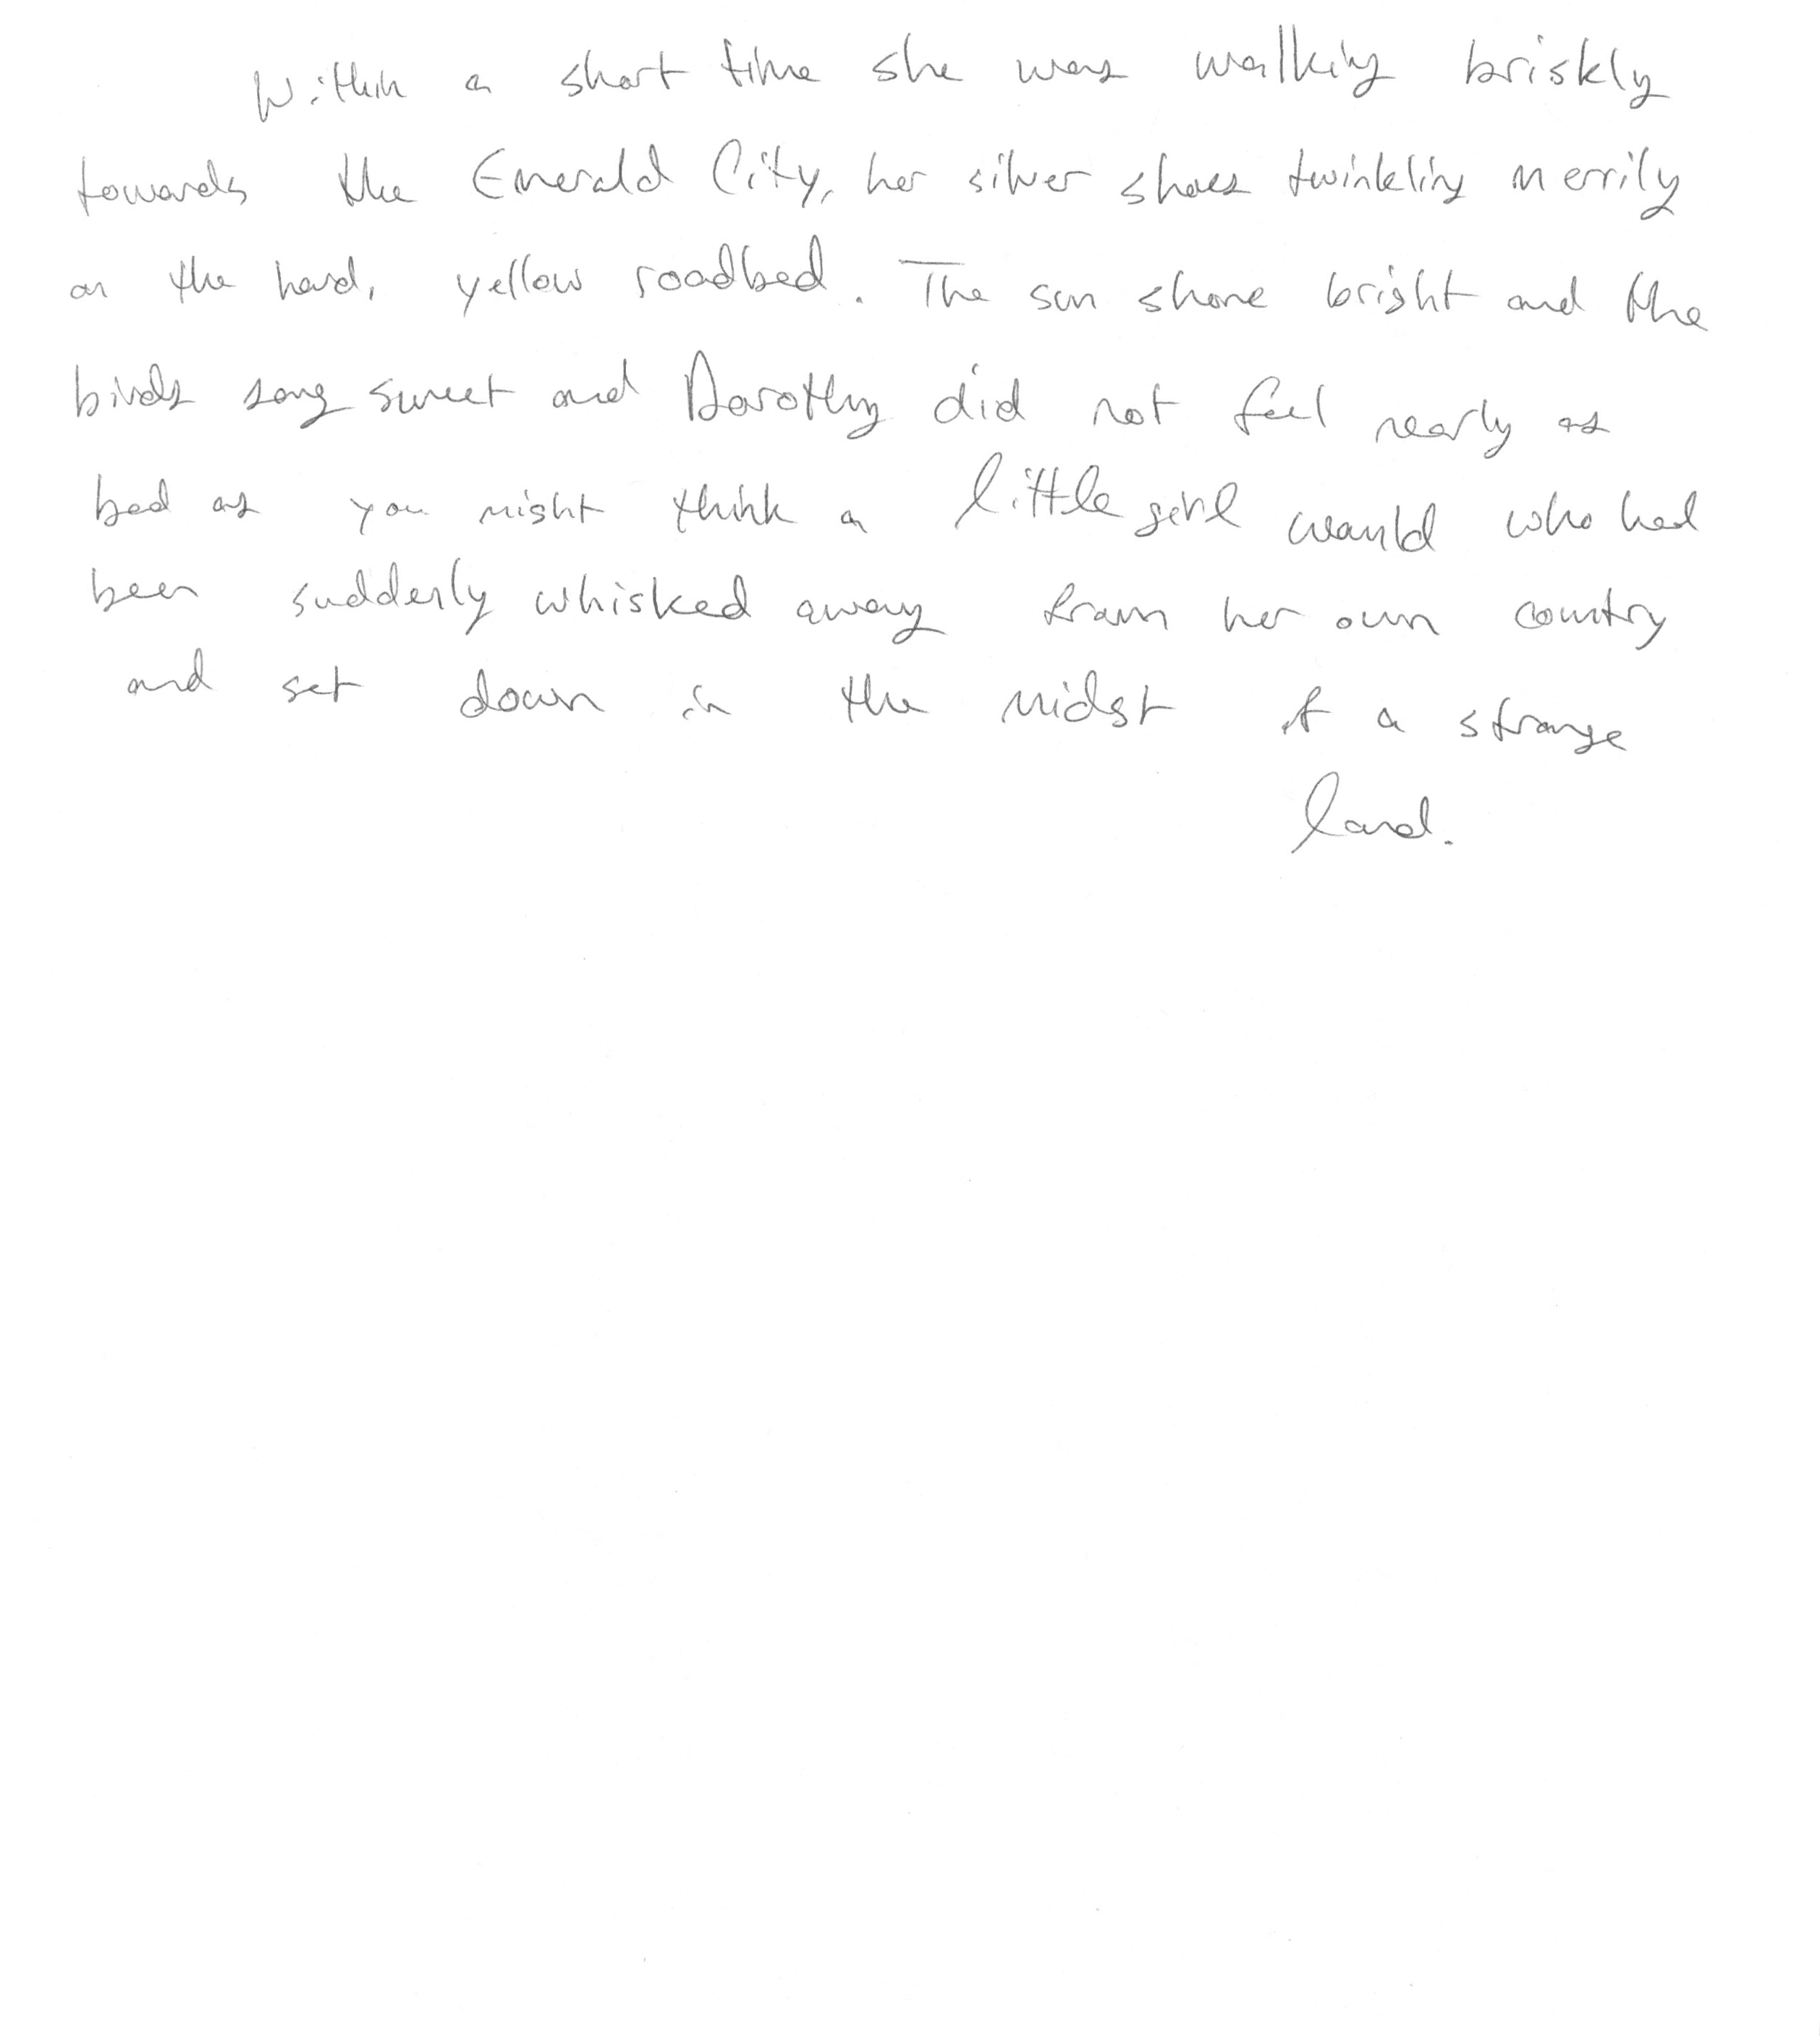 Within a short time she was walking briskly
towards the Emerald City, her silver shoes twinkling merrily
on the hard, yellow roadbed. The sun shone bright and the
birds sang sweet and Dorothy did not feel nearly as
bad as you might think a little girl would who had
been suddenly whisked away from her own country
and set down in the midst of a strange
land.